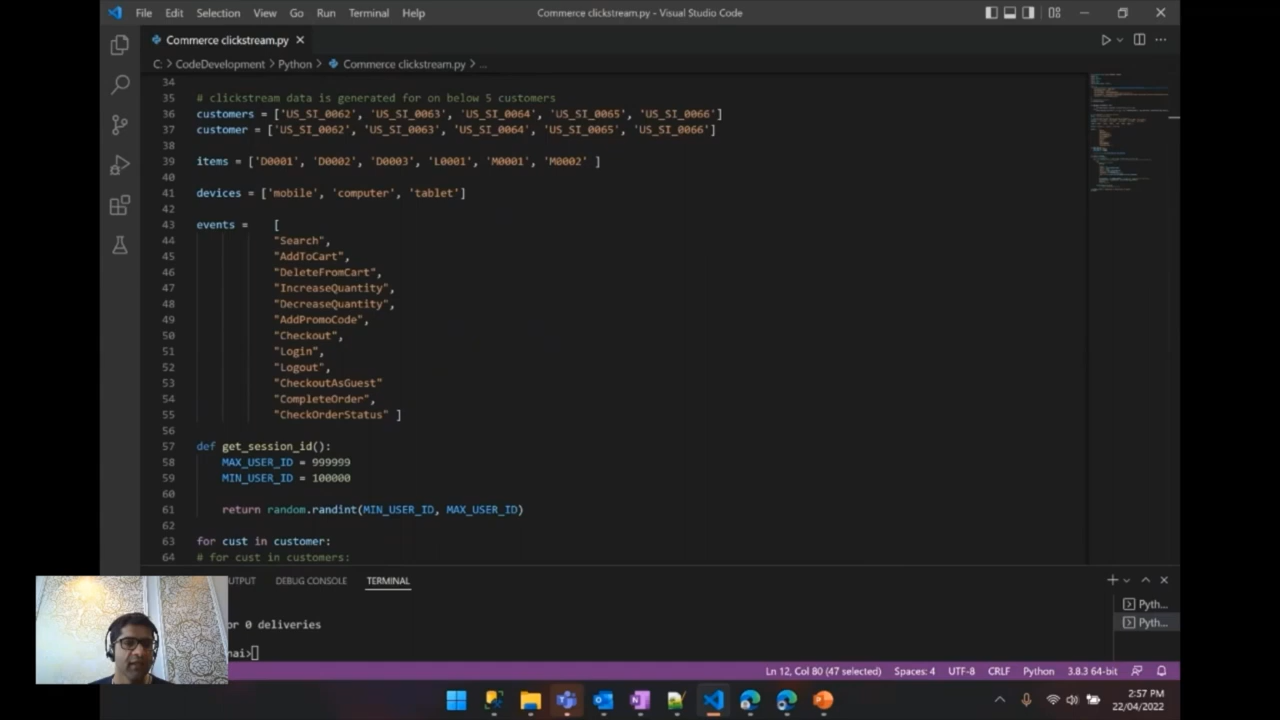 File Edit Selection View Go Run Terminal Help Commerce clickstream.py - Visual Studio Code
Commerce clickstream.py
C: > CodeDevelopment > Python > Commerce clickstream.py > ...
34
35 # clickstream data is generated for on below 5 customers
36 customers = ['US_SI_0062', 'US_SI_0063', 'US_SI_0064', 'US_SI_0065', 'US_SI_0066']
37 customer = ['US_SI_0062', 'US_SI_0063', 'US_SI_0064', 'US_SI_0065', 'US_SI_0066']
38
39 items = ['D0001', 'D0002', 'D0003', 'L0001', 'M0001', 'M0002' ]
40
41 devices = ['mobile', 'computer', 'tablet']
42
43 events = [
44 "Search",
45 "AddToCart",
46 "DeleteFromCart",
47 "IncreaseQuantity",
48 "DecreaseQuantity",
49 "AddPromoCode",
50 "Checkout",
51 "Login",
52 "Logout",
53 "CheckoutAsGuest"
54 "CompleteOrder",
55 "CheckOrderStatus" ]
56
57 def get_session_id():
58 MAX_USER_ID = 999999
59 MIN_USER_ID = 100000
60
61 return random.randint(MIN_USER_ID, MAX_USER_ID)
62
63 for cust in customer:
64 # for cust in customers:
UTPUT DEBUG CONSOLE TERMINAL
or 0 deliveries
nai>
Pyth...
Pyth...
Ln 12, Col 80 (47 selected) Spaces: 4 UTF-8 CRLF Python 3.8.3 64-bit
2:57 PM
22/04/2022